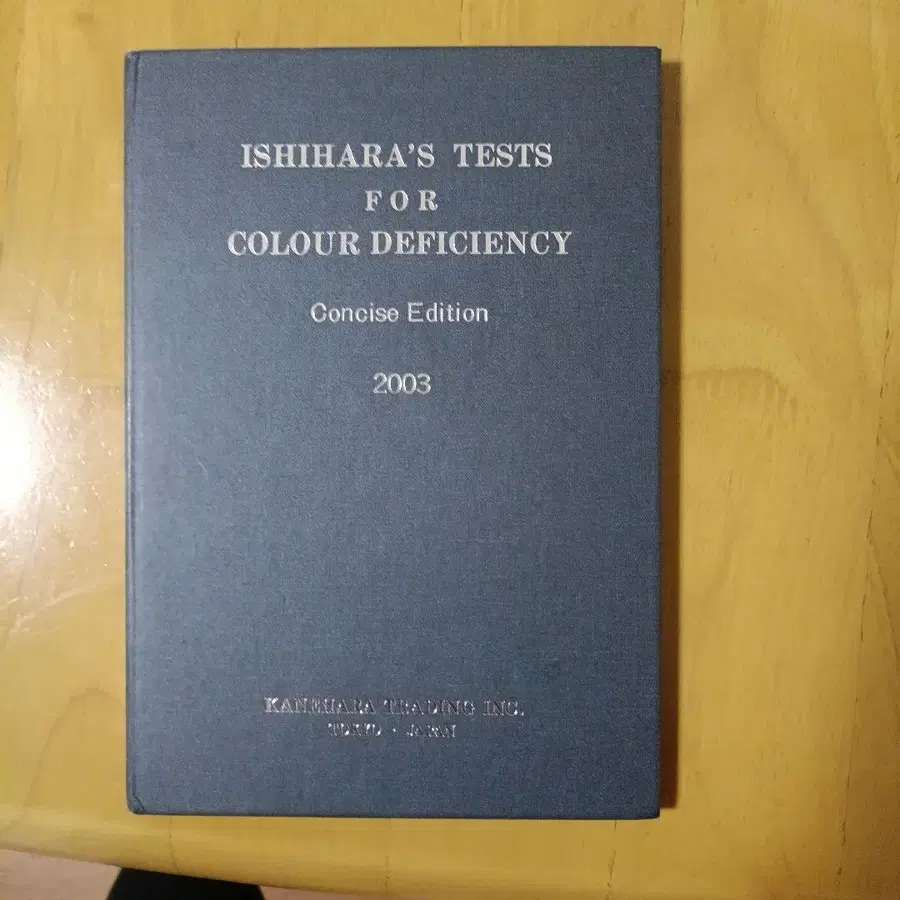 ISHIHARA'S TESTS
FOR
COLOUR DEFICIENCY
Concise Edition
2003
KANEHARA TRADING INC.
TOKYO · JAPAN